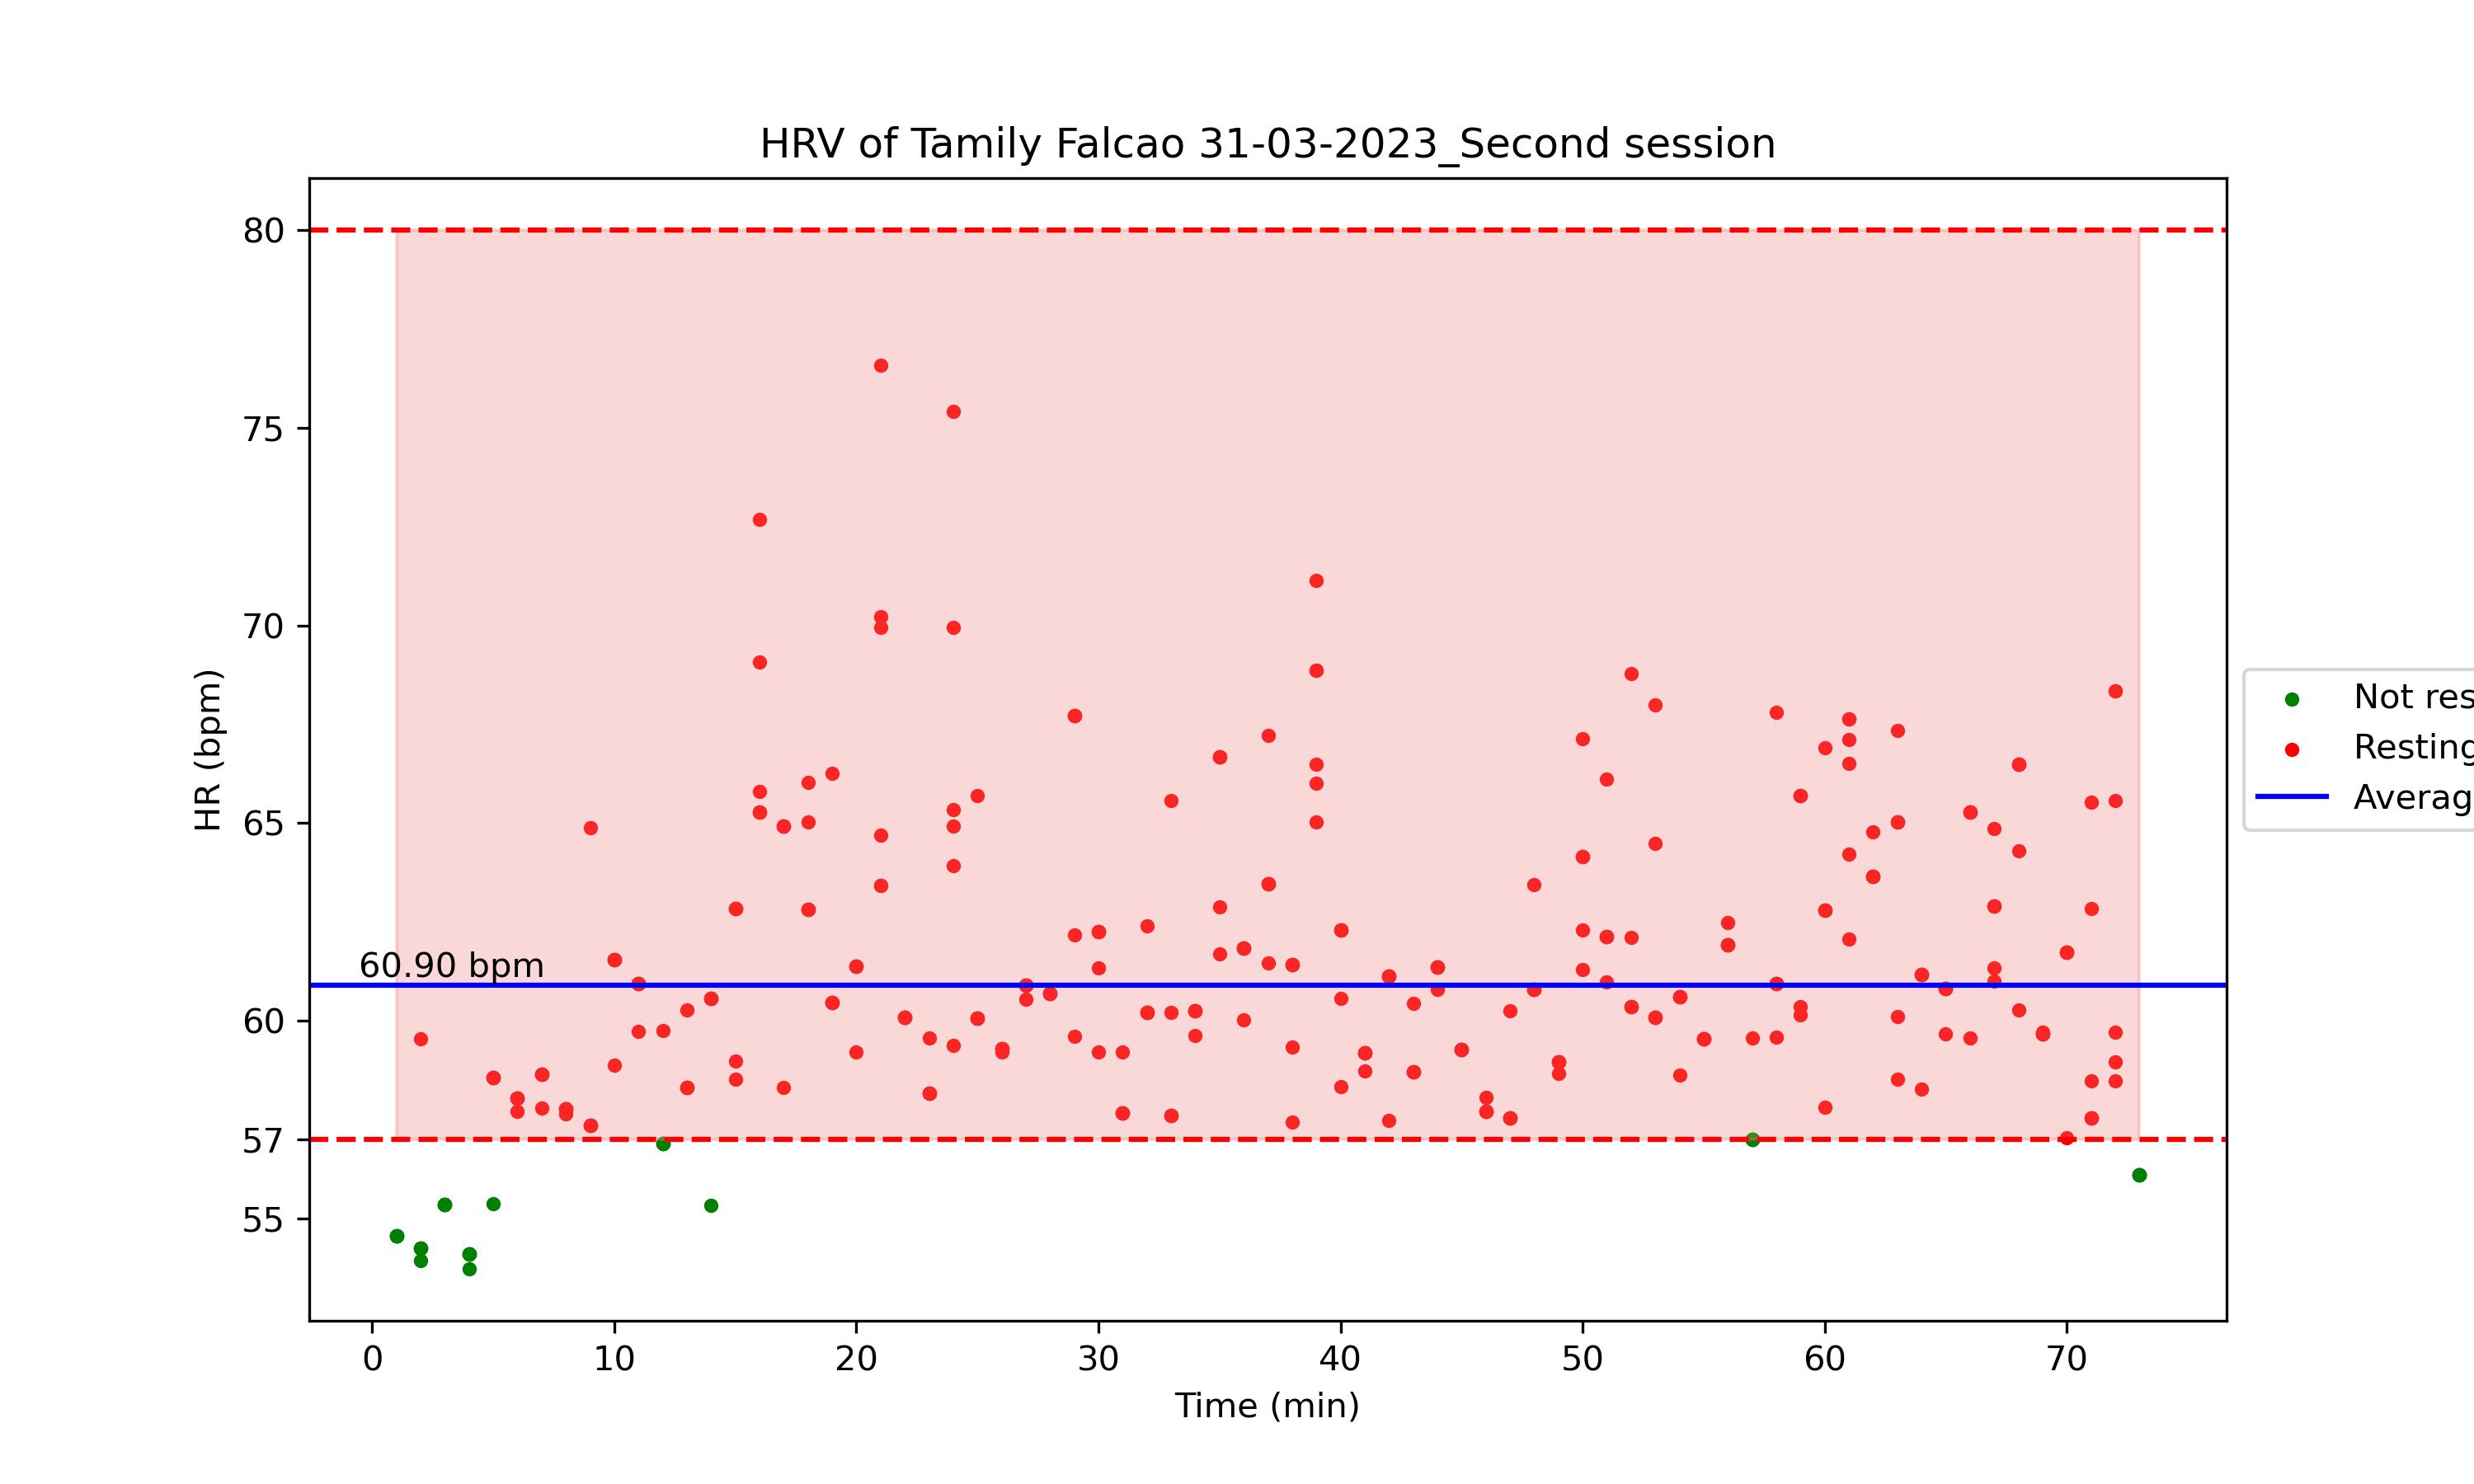 HRV of Tamily Falcao 31-03-2023_Second session
80
75
70
65
60
57
55
HR (bpm)
60.90 bpm
0 10 20 30 40 50 60 70
Time (min)
Not res
Resting
Averag